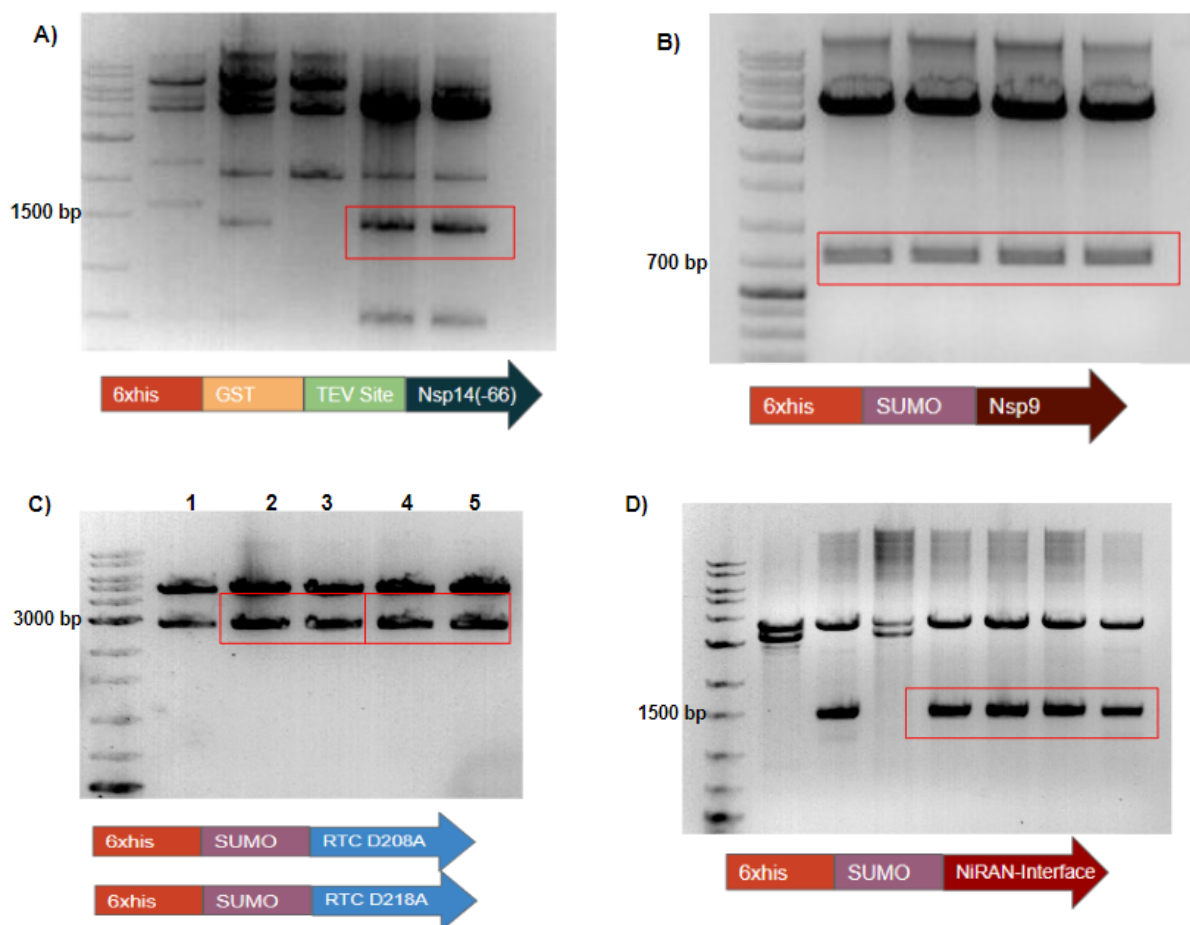 A)
1500 bp
6xhis GST TEV Site Nsp14(-66)
B)
700 bp
6xhis SUMO Nsp9
C)
1 2 3 4 5
3000 bp
6xhis SUMO RTC D208A
6xhis SUMO RTC D218A
D)
1500 bp
6xhis SUMO NiRAN-Interface